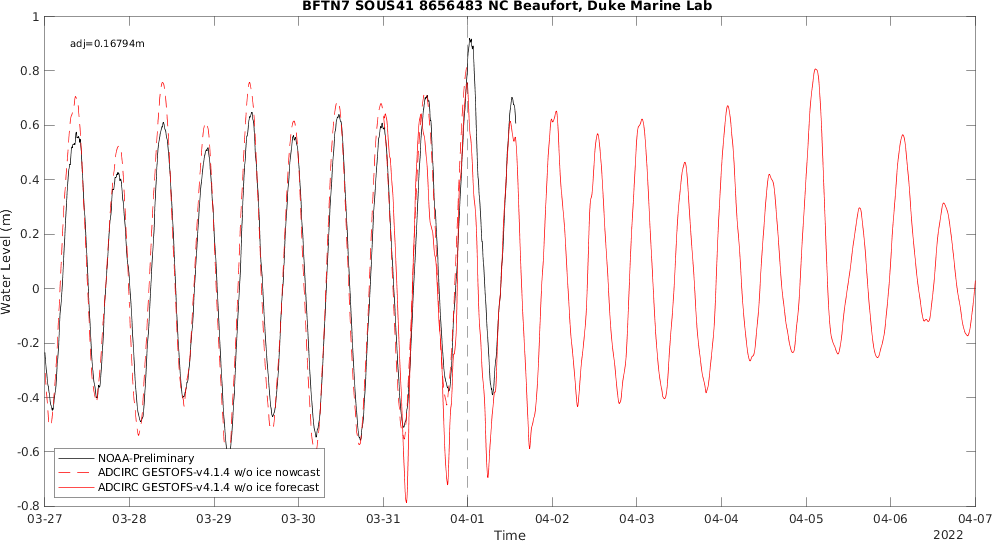 BFTN7 SOUS41 8656483 NC Beaufort, Duke Marine Lab
adj=0.16794m
1
0.8
0.6
0.4
0.2
0
-0.2
-0.4
-0.6
-0.8
Water Level (m)
NOAA-Preliminary
ADCIRC GESTOFS-v4.1.4 w/o ice nowcast
ADCIRC GESTOFS-v4.1.4 w/o ice forecast
03-27 03-28 03-29 03-30 03-31 04-01 04-02 04-03 04-04 04-05 04-06 04-07
Time
2022